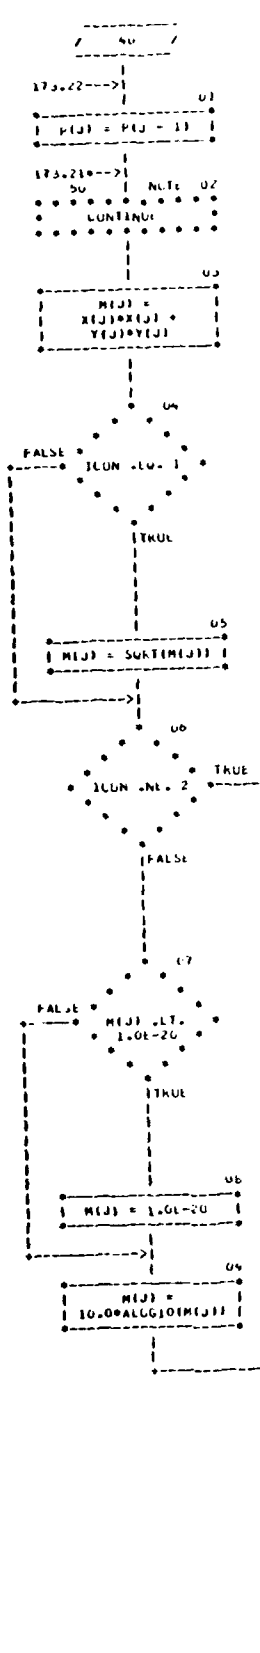 / 40 /
173.22--->
01
P(J) = P(J - 1)
173.21*--->
50 NOTE 02
CONTINUE
03
M(J) =
X(J)*X(J) +
Y(J)*Y(J)
04
FALSE
ICON .EQ. 1
TRUE
05
M(J) = SQRT(M(J))
06
TRUE
ICON .NE. 2
FALSE
07
FALSE
M(J) .LT.
1.0E-20
TRUE
08
M(J) = 1.0E-20
09
M(J) =
10.0*ALOG10(M(J))